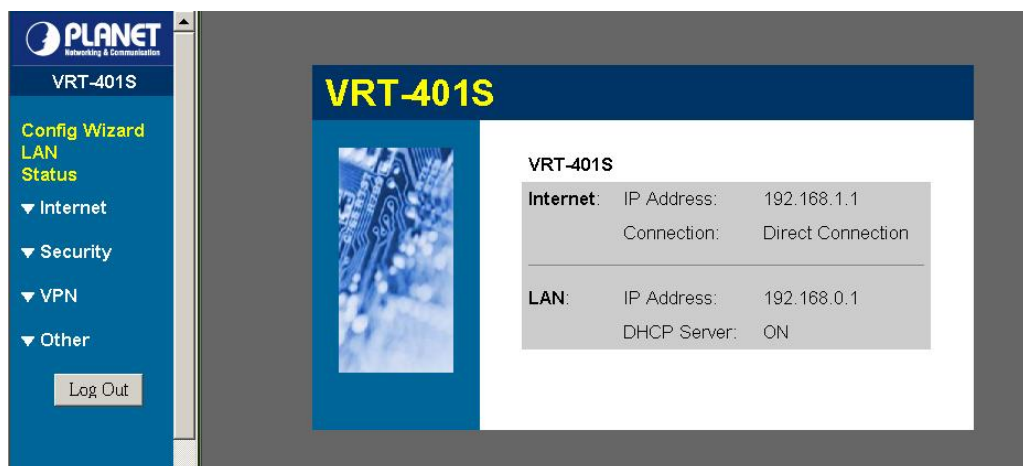 PLANET
Networking & Communication
VRT-401S
Config Wizard
LAN
Status
Internet
Security
VPN
Other
Log Out
VRT-401S
VRT-401S
Internet: IP Address: 192.168.1.1
Connection: Direct Connection
LAN: IP Address: 192.168.0.1
DHCP Server: ON